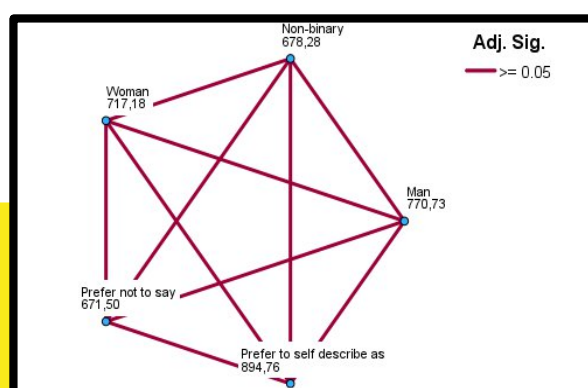 Non-binary
678,28
Adj. Sig.
>= 0.05
Woman
717,18
Man
770,73
Prefer not to say
671,50
Prefer to self describe as
894,76